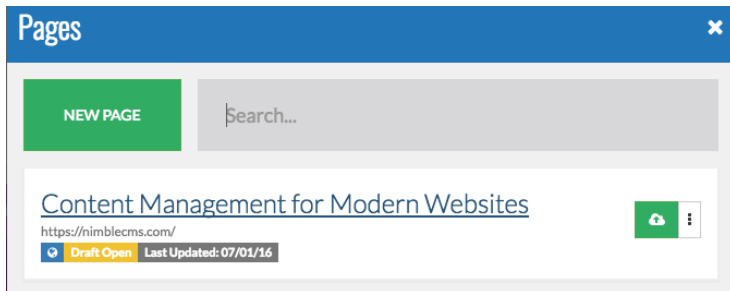 Pages
NEW PAGE
Search...
Content Management for Modern Websites
https://nimblecms.com/
Draft Open Last Updated: 07/01/16